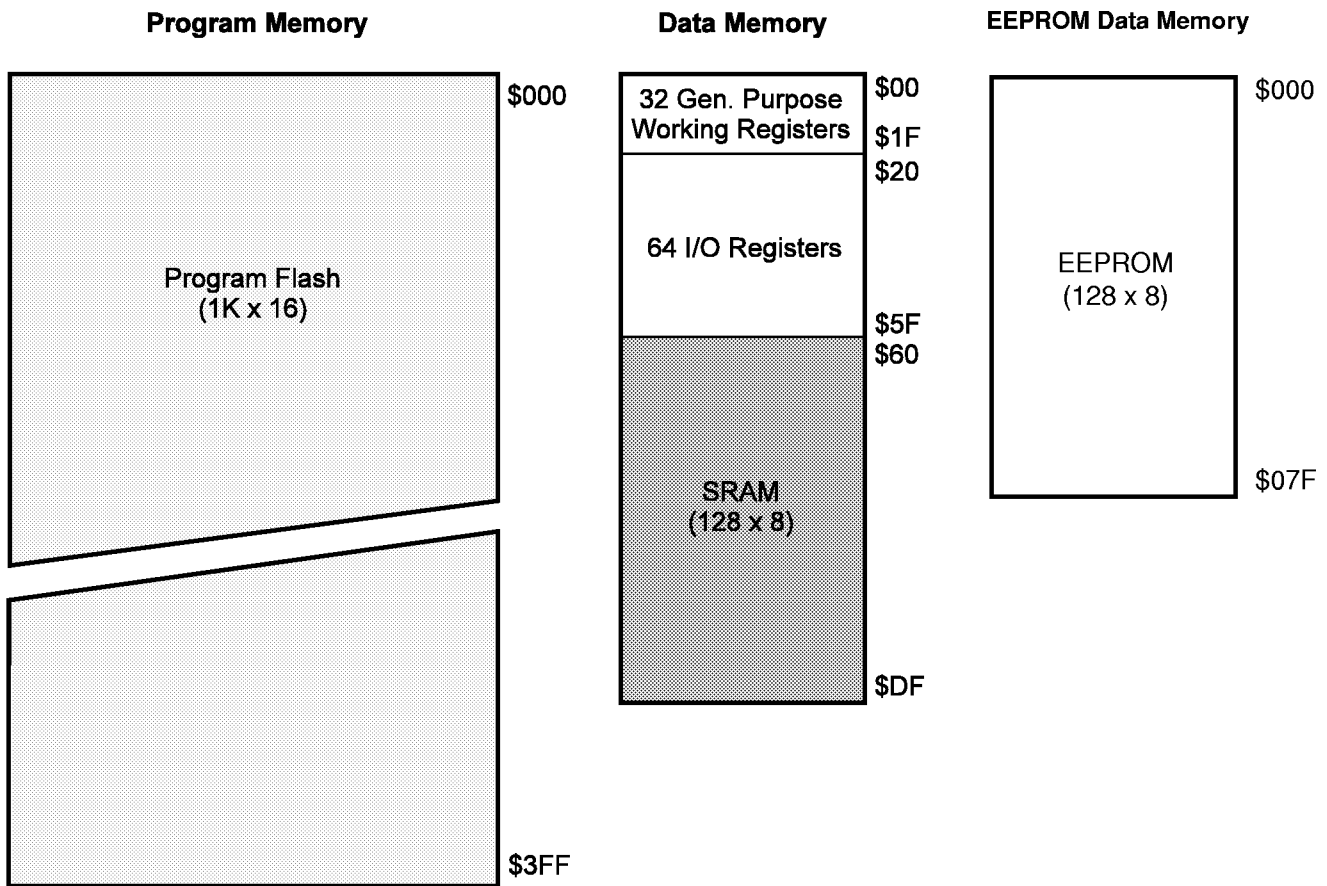 Program Memory
$000
Program Flash
(1K x 16)
$3FF
Data Memory
32 Gen. Purpose
Working Registers
$00
$1F
$20
64 I/O Registers
$5F
$60
SRAM
(128 x 8)
$DF
EEPROM Data Memory
$000
EEPROM
(128 x 8)
$07F